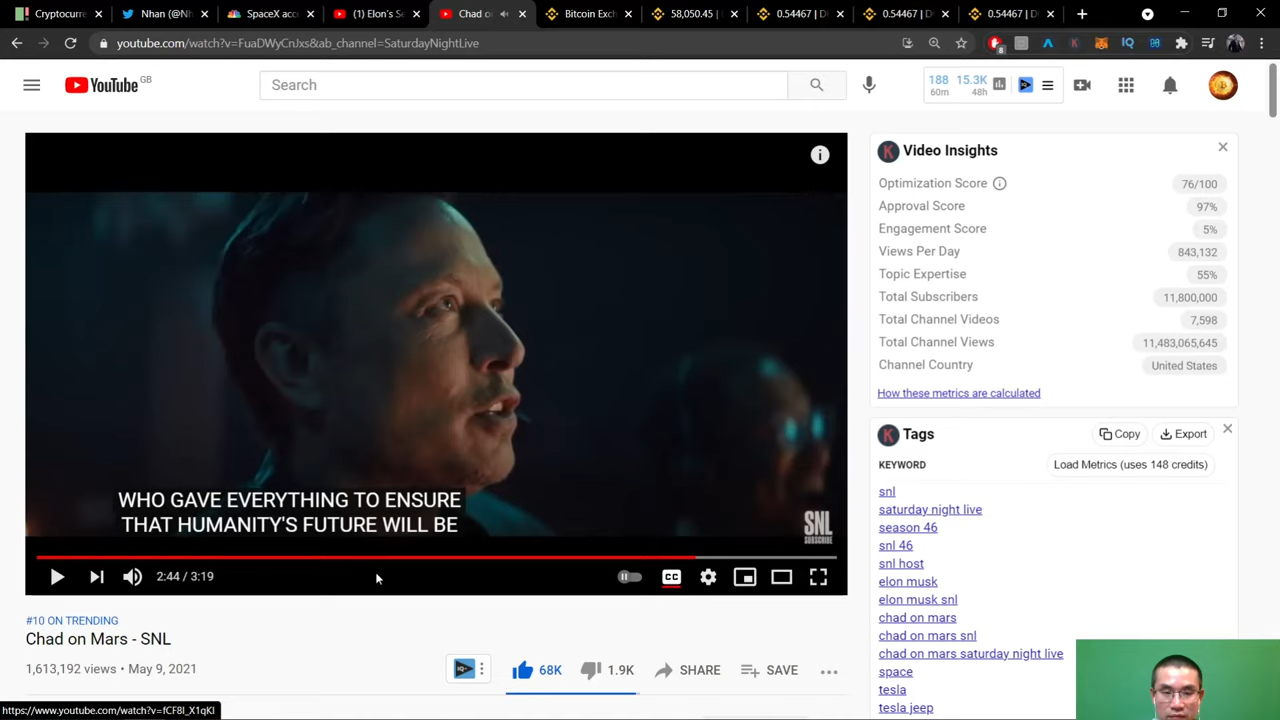 Cryptocurre
Nhan (@Nh
SpaceX acc
(1) Elon's Se
Chad o
Bitcoin Exch
58,050.45 |
0.54467 | D
0.54467 | D
0.54467 | D
youtube.com/watch?v=FuaDWyCnJxs&ab_channel=SaturdayNightLive
8
YouTube GB
Search
188 15.3K
60m 48h
WHO GAVE EVERYTHING TO ENSURE
THAT HUMANITY'S FUTURE WILL BE
SNL
SUBSCRIBE
2:44 / 3:19
CC
#10 ON TRENDING
Chad on Mars - SNL
1,613,192 views • May 9, 2021
68K
1.9K
SHARE
SAVE
https://www.youtube.com/watch?v=fCF8I_X1qKI
Video Insights
Optimization Score 76/100
Approval Score 97%
Engagement Score 5%
Views Per Day 843,132
Topic Expertise 55%
Total Subscribers 11,800,000
Total Channel Videos 7,598
Total Channel Views 11,483,065,645
Channel Country United States
How these metrics are calculated
Tags Copy Export
KEYWORD Load Metrics (uses 148 credits)
snl
saturday night live
season 46
snl 46
snl host
elon musk
elon musk snl
chad on mars
chad on mars snl
chad on mars saturday night live
space
tesla
tesla jeep